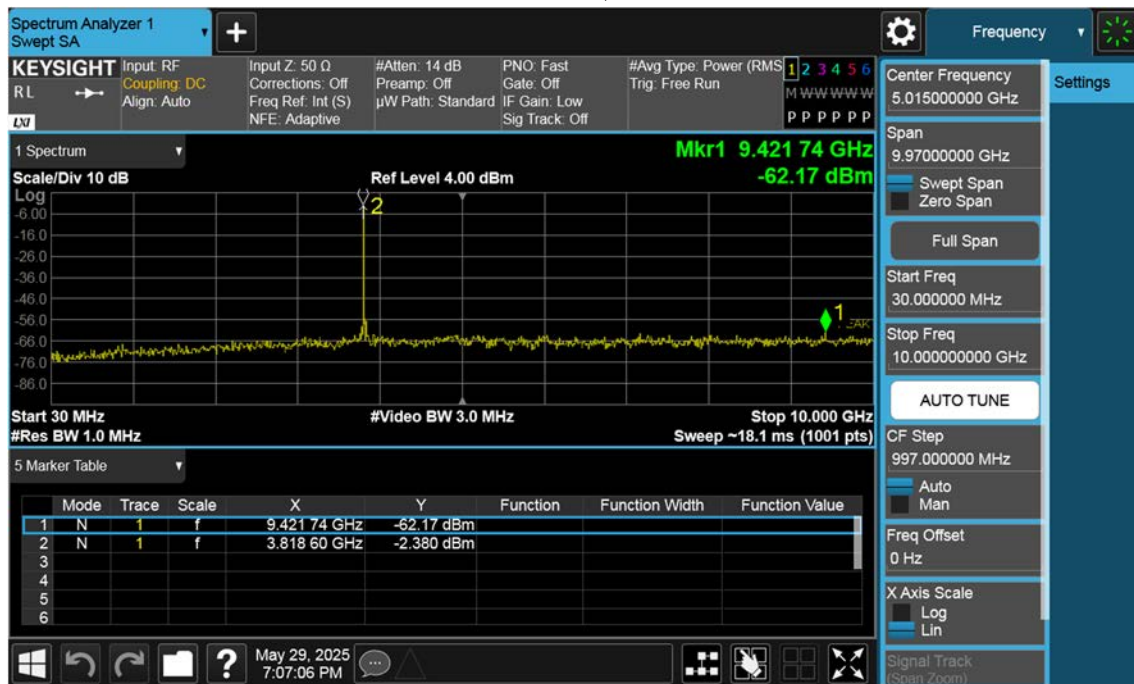 Spectrum Analyzer 1
Swept SA
Frequency
KEYSIGHT
RL
LXI
Input: RF
Coupling: DC
Align: Auto
Input Z: 50 Ω
Corrections: Off
Freq Ref: Int (S)
NFE: Adaptive
#Atten: 14 dB
Preamp: Off
µW Path: Standard
PNO: Fast
Gate: Off
IF Gain: Low
Sig Track: Off
#Avg Type: Power (RMS
Trig: Free Run
1 2 3 4 5 6
M W W W W W
P P P P P P
Center Frequency
5.015000000 GHz
Settings
Span
9.97000000 GHz
Swept Span
Zero Span
Full Span
Start Freq
30.000000 MHz
Stop Freq
10.000000000 GHz
AUTO TUNE
CF Step
997.000000 MHz
Auto
Man
Freq Offset
0 Hz
X Axis Scale
Log
Lin
Signal Track
(Span Zoom)
1 Spectrum
Mkr1 9.421 74 GHz
Scale/Div 10 dB
Ref Level 4.00 dBm
-62.17 dBm
Log
2
-6.00
-16.0
-26.0
-36.0
-46.0
-56.0
1
-66.0
-76.0
-86.0
Start 30 MHz
#Video BW 3.0 MHz
Stop 10.000 GHz
#Res BW 1.0 MHz
Sweep ~18.1 ms (1001 pts)
5 Marker Table
Mode Trace Scale X Y Function Function Width Function Value
1 N 1 f 9.421 74 GHz -62.17 dBm
2 N 1 f 3.818 60 GHz -2.380 dBm
3
4
5
6
?
May 29, 2025
7:07:06 PM